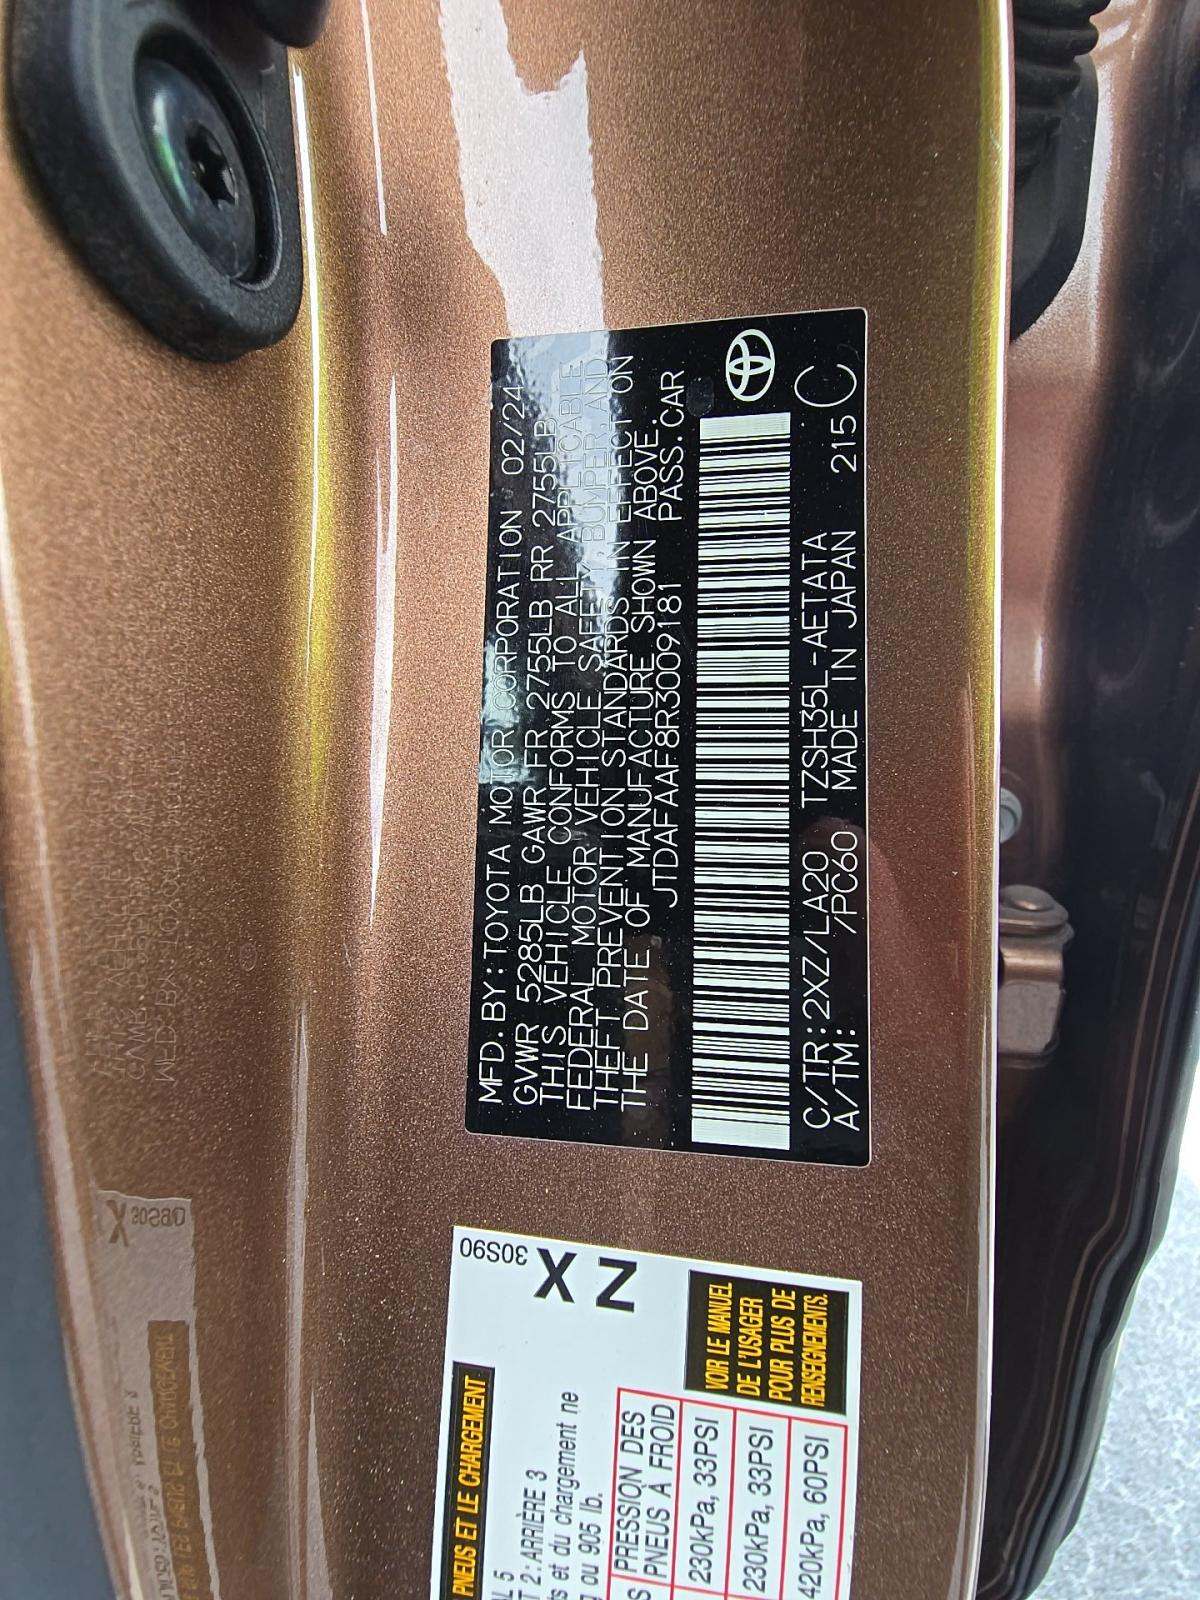 MFD.BY:TOYOTA MOTOR CORPORATION 02/24
GVWR 5285LB GAWR FR 2755LB RR 2755LB
THIS VEHICLE CONFORMS TO ALL APPLICABLE
FEDERAL MOTOR VEHICLE SAFETY, BUMPER, AND
THEFT PREVENTION STANDARDS IN EFFECT ON
THE DATE OF MANUFACTURE SHOWN ABOVE.
JTDAFAAF8R3009181 PASS.CAR
C/TR:2XZ/LA20 TZSH35L-AETATA 215 C
A/TM: /PC60 MADE IN JAPAN
30S90
X
Z
PNEUS ET LE CHARGEMENT
L 5
T 2 : ARRIÈRE 3
ts et du chargement ne
g ou 905 lb.
S PRESSION DES
PNEUS À FROID
230kPa, 33PSI
230kPa, 33PSI
420kPa, 60PSI
VOIR LE MANUEL
DE L'USAGER
POUR PLUS DE
RENSEIGNEMENTS.